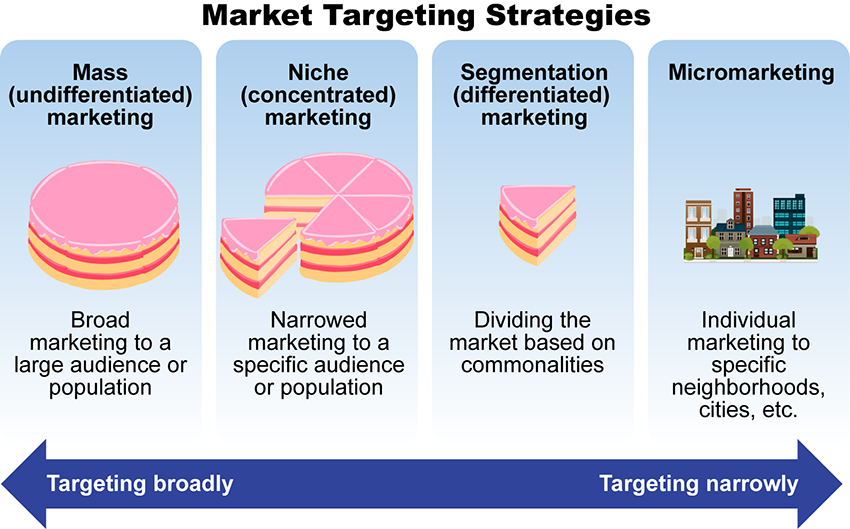 Market Targeting Strategies
Mass
(undifferentiated)
marketing
Broad
marketing to a
large audience or
population
Niche
(concentrated)
marketing
Narrowed
marketing to a
specific audience
or population
Segmentation
(differentiated)
marketing
Dividing the
market based on
commonalities
Micromarketing
Individual
marketing to
specific
neighborhoods,
cities, etc.
Targeting broadly
Targeting narrowly